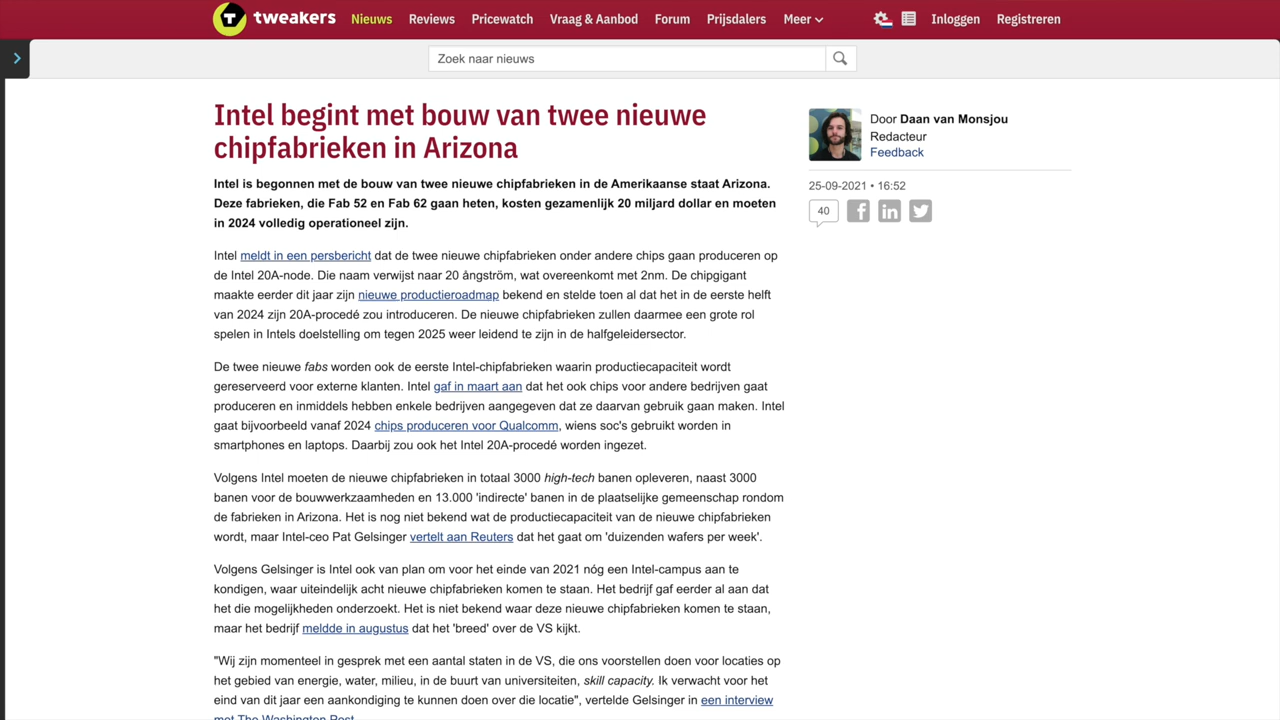 tweakers Nieuws Reviews Pricewatch Vraag & Aanbod Forum Prijsdalers Meer Inloggen Registreren
Zoek naar nieuws
Intel begint met bouw van twee nieuwe
chipfabrieken in Arizona
Intel is begonnen met de bouw van twee nieuwe chipfabrieken in de Amerikaanse staat Arizona.
Deze fabrieken, die Fab 52 en Fab 62 gaan heten, kosten gezamenlijk 20 miljard dollar en moeten
in 2024 volledig operationeel zijn.
Intel meldt in een persbericht dat de twee nieuwe chipfabrieken onder andere chips gaan produceren op
de Intel 20A-node. Die naam verwijst naar 20 ångström, wat overeenkomt met 2nm. De chipgigant
maakte eerder dit jaar zijn nieuwe productieroadmap bekend en stelde toen al dat het in de eerste helft
van 2024 zijn 20A-procedé zou introduceren. De nieuwe chipfabrieken zullen daarmee een grote rol
spelen in Intels doelstelling om tegen 2025 weer leidend te zijn in de halfgeleidersector.
De twee nieuwe fabs worden ook de eerste Intel-chipfabrieken waarin productiecapaciteit wordt
gereserveerd voor externe klanten. Intel gaf in maart aan dat het ook chips voor andere bedrijven gaat
produceren en inmiddels hebben enkele bedrijven aangegeven dat ze daarvan gebruik gaan maken. Intel
gaat bijvoorbeeld vanaf 2024 chips produceren voor Qualcomm, wiens soc's gebruikt worden in
smartphones en laptops. Daarbij zou ook het Intel 20A-procedé worden ingezet.
Volgens Intel moeten de nieuwe chipfabrieken in totaal 3000 high-tech banen opleveren, naast 3000
banen voor de bouwwerkzaamheden en 13.000 'indirecte' banen in de plaatselijke gemeenschap rondom
de fabrieken in Arizona. Het is nog niet bekend wat de productiecapaciteit van de nieuwe chipfabrieken
wordt, maar Intel-ceo Pat Gelsinger vertelt aan Reuters dat het gaat om 'duizenden wafers per week'.
Volgens Gelsinger is Intel ook van plan om voor het einde van 2021 nóg een Intel-campus aan te
kondigen, waar uiteindelijk acht nieuwe chipfabrieken komen te staan. Het bedrijf gaf eerder al aan dat
het die mogelijkheden onderzoekt. Het is niet bekend waar deze nieuwe chipfabrieken komen te staan,
maar het bedrijf meldde in augustus dat het 'breed' over de VS kijkt.
"Wij zijn momenteel in gesprek met een aantal staten in de VS, die ons voorstellen doen voor locaties op
het gebied van energie, water, milieu, in de buurt van universiteiten, skill capacity. Ik verwacht voor het
eind van dit jaar een aankondiging te kunnen doen over die locatie", vertelde Gelsinger in een interview
met The Washington Post
Door Daan van Monsjou
Redacteur
Feedback
25-09-2021 • 16:52
40